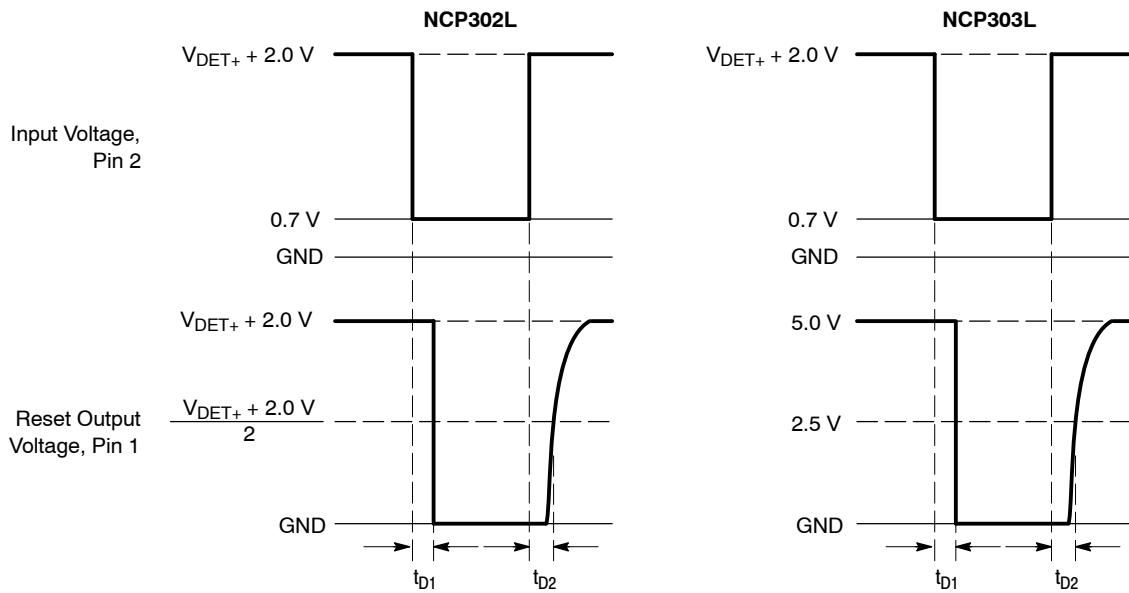 NCP302L
V_DET+ + 2.0 V
Input Voltage,
Pin 2
0.7 V
GND
V_DET+ + 2.0 V
Reset Output
Voltage, Pin 1
V_DET+ + 2.0 V
2
GND
t_D1
t_D2
NCP303L
V_DET+ + 2.0 V
0.7 V
GND
5.0 V
2.5 V
GND
t_D1
t_D2